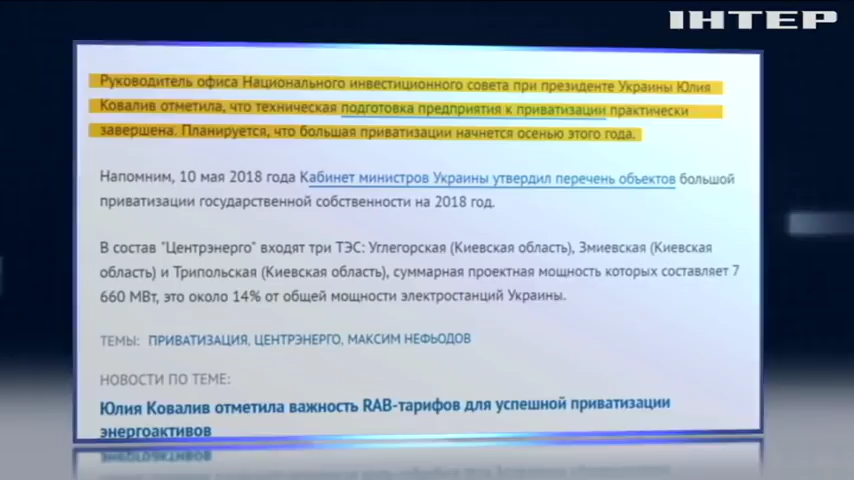 ІНТЕР
Руководитель офиса Национального инвестиционного совета при президенте Украины Юлия
Ковалив отметила, что техническая подготовка предприятия к приватизации практически
завершена. Планируется, что большая приватизации начнется осенью этого года.
Напомним, 10 мая 2018 года Кабинет министров Украины утвердил перечень объектов большой
приватизации государственной собственности на 2018 год.
В состав "Центрэнерго" входят три ТЭС: Углегорская (Киевская область), Змиевская (Киевская
область) и Трипольская (Киевская область), суммарная проектная мощность которых составляет 7
660 МВт, это около 14% от общей мощности электростанций Украины.
ТЕМЫ: ПРИВАТИЗАЦИЯ, ЦЕНТРЭНЕРГО, МАКСИМ НЕФЬОДОВ
НОВОСТИ ПО ТЕМЕ:
Юлия Ковалив отметила важность RAB-тарифов для успешной приватизации
энергоактивов